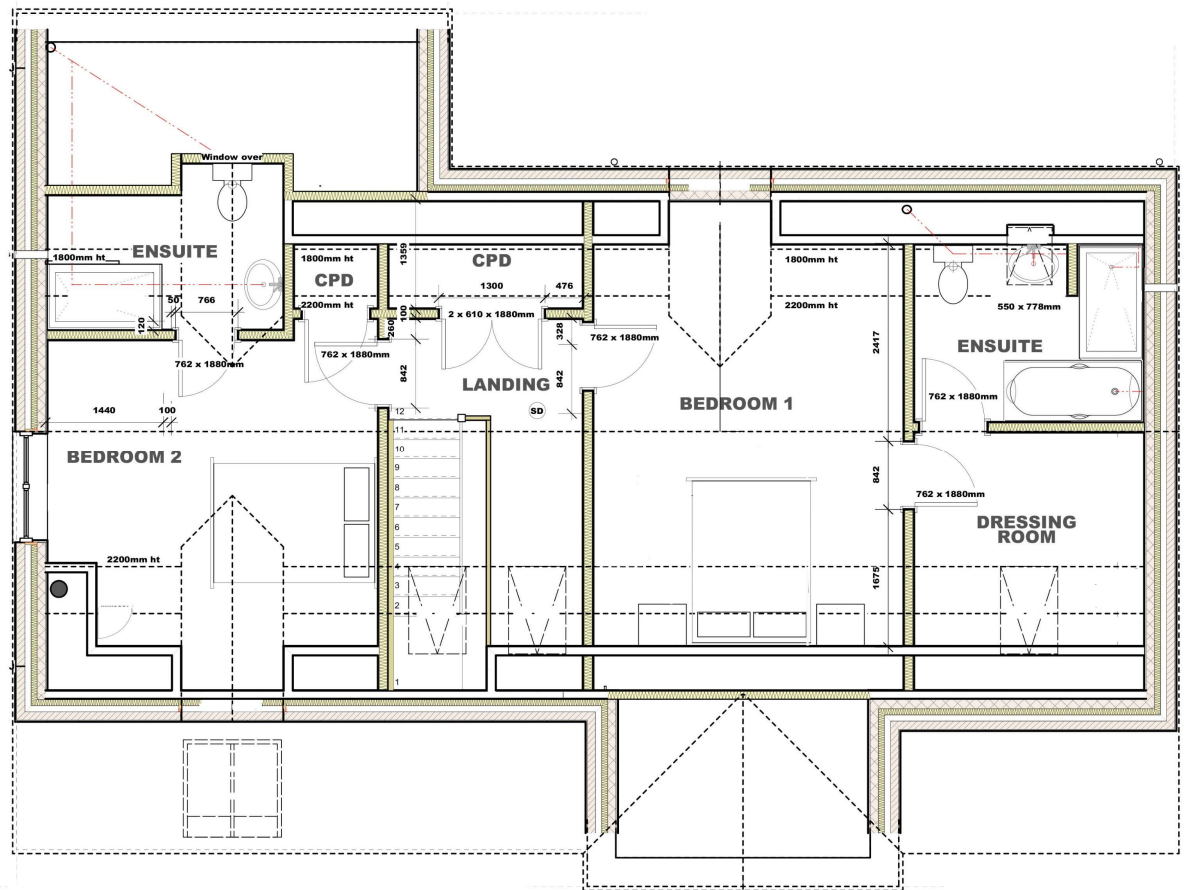 Window over
ENSUITE
1800mm ht
50
766
120
762 x 1880mm
1440
100
BEDROOM 2
2200mm ht
1800mm ht
CPD
2200mm ht
762 x 1880mm
1359
100
260
842
CPD
1300
476
2 x 610 x 1880mm
328
842
762 x 1880mm
LANDING
SD
12
11
10
9
8
7
6
5
4
3
2
1
1800mm ht
2200mm ht
2417
BEDROOM 1
842
1675
550 x 778mm
ENSUITE
762 x 1880mm
762 x 1880mm
DRESSING
ROOM